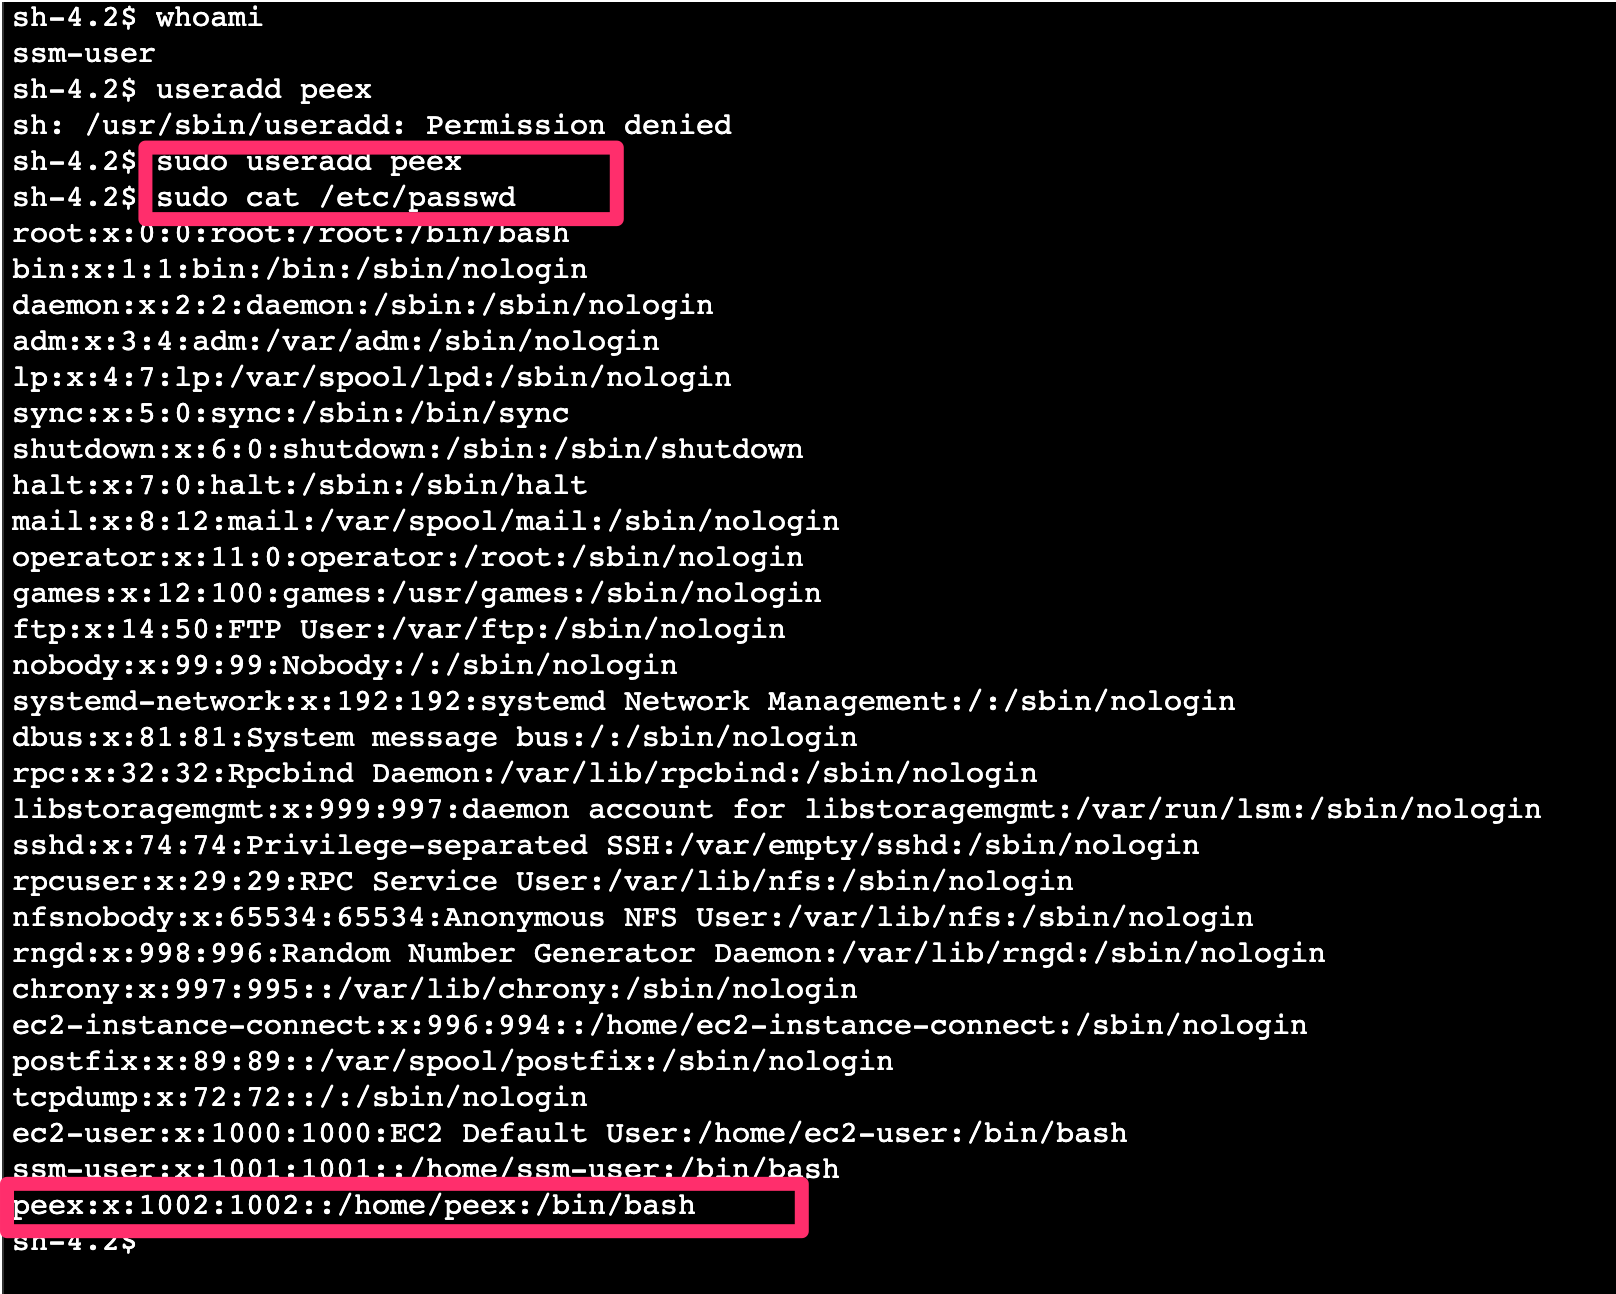 sh-4.2$ whoami
ssm-user
sh-4.2$ useradd peex
sh: /usr/sbin/useradd: Permission denied
sh-4.2$ sudo useradd peex
sh-4.2$ sudo cat /etc/passwd
root:x:0:0:root:/root:/bin/bash
bin:x:1:1:bin:/bin:/sbin/nologin
daemon:x:2:2:daemon:/sbin:/sbin/nologin
adm:x:3:4:adm:/var/adm:/sbin/nologin
lp:x:4:7:lp:/var/spool/lpd:/sbin/nologin
sync:x:5:0:sync:/sbin:/bin/sync
shutdown:x:6:0:shutdown:/sbin:/sbin/shutdown
halt:x:7:0:halt:/sbin:/sbin/halt
mail:x:8:12:mail:/var/spool/mail:/sbin/nologin
operator:x:11:0:operator:/root:/sbin/nologin
games:x:12:100:games:/usr/games:/sbin/nologin
ftp:x:14:50:FTP User:/var/ftp:/sbin/nologin
nobody:x:99:99:Nobody:/:/sbin/nologin
systemd-network:x:192:192:systemd Network Management:/:/sbin/nologin
dbus:x:81:81:System message bus:/:/sbin/nologin
rpc:x:32:32:Rpcbind Daemon:/var/lib/rpcbind:/sbin/nologin
libstoragemgmt:x:999:997:daemon account for libstoragemgmt:/var/run/lsm:/sbin/nologin
sshd:x:74:74:Privilege-separated SSH:/var/empty/sshd:/sbin/nologin
rpcuser:x:29:29:RPC Service User:/var/lib/nfs:/sbin/nologin
nfsnobody:x:65534:65534:Anonymous NFS User:/var/lib/nfs:/sbin/nologin
rngd:x:998:996:Random Number Generator Daemon:/var/lib/rngd:/sbin/nologin
chrony:x:997:995::/var/lib/chrony:/sbin/nologin
ec2-instance-connect:x:996:994::/home/ec2-instance-connect:/sbin/nologin
postfix:x:89:89::/var/spool/postfix:/sbin/nologin
tcpdump:x:72:72::/:/sbin/nologin
ec2-user:x:1000:1000:EC2 Default User:/home/ec2-user:/bin/bash
ssm-user:x:1001:1001::/home/ssm-user:/bin/bash
peex:x:1002:1002::/home/peex:/bin/bash
sh-4.2$